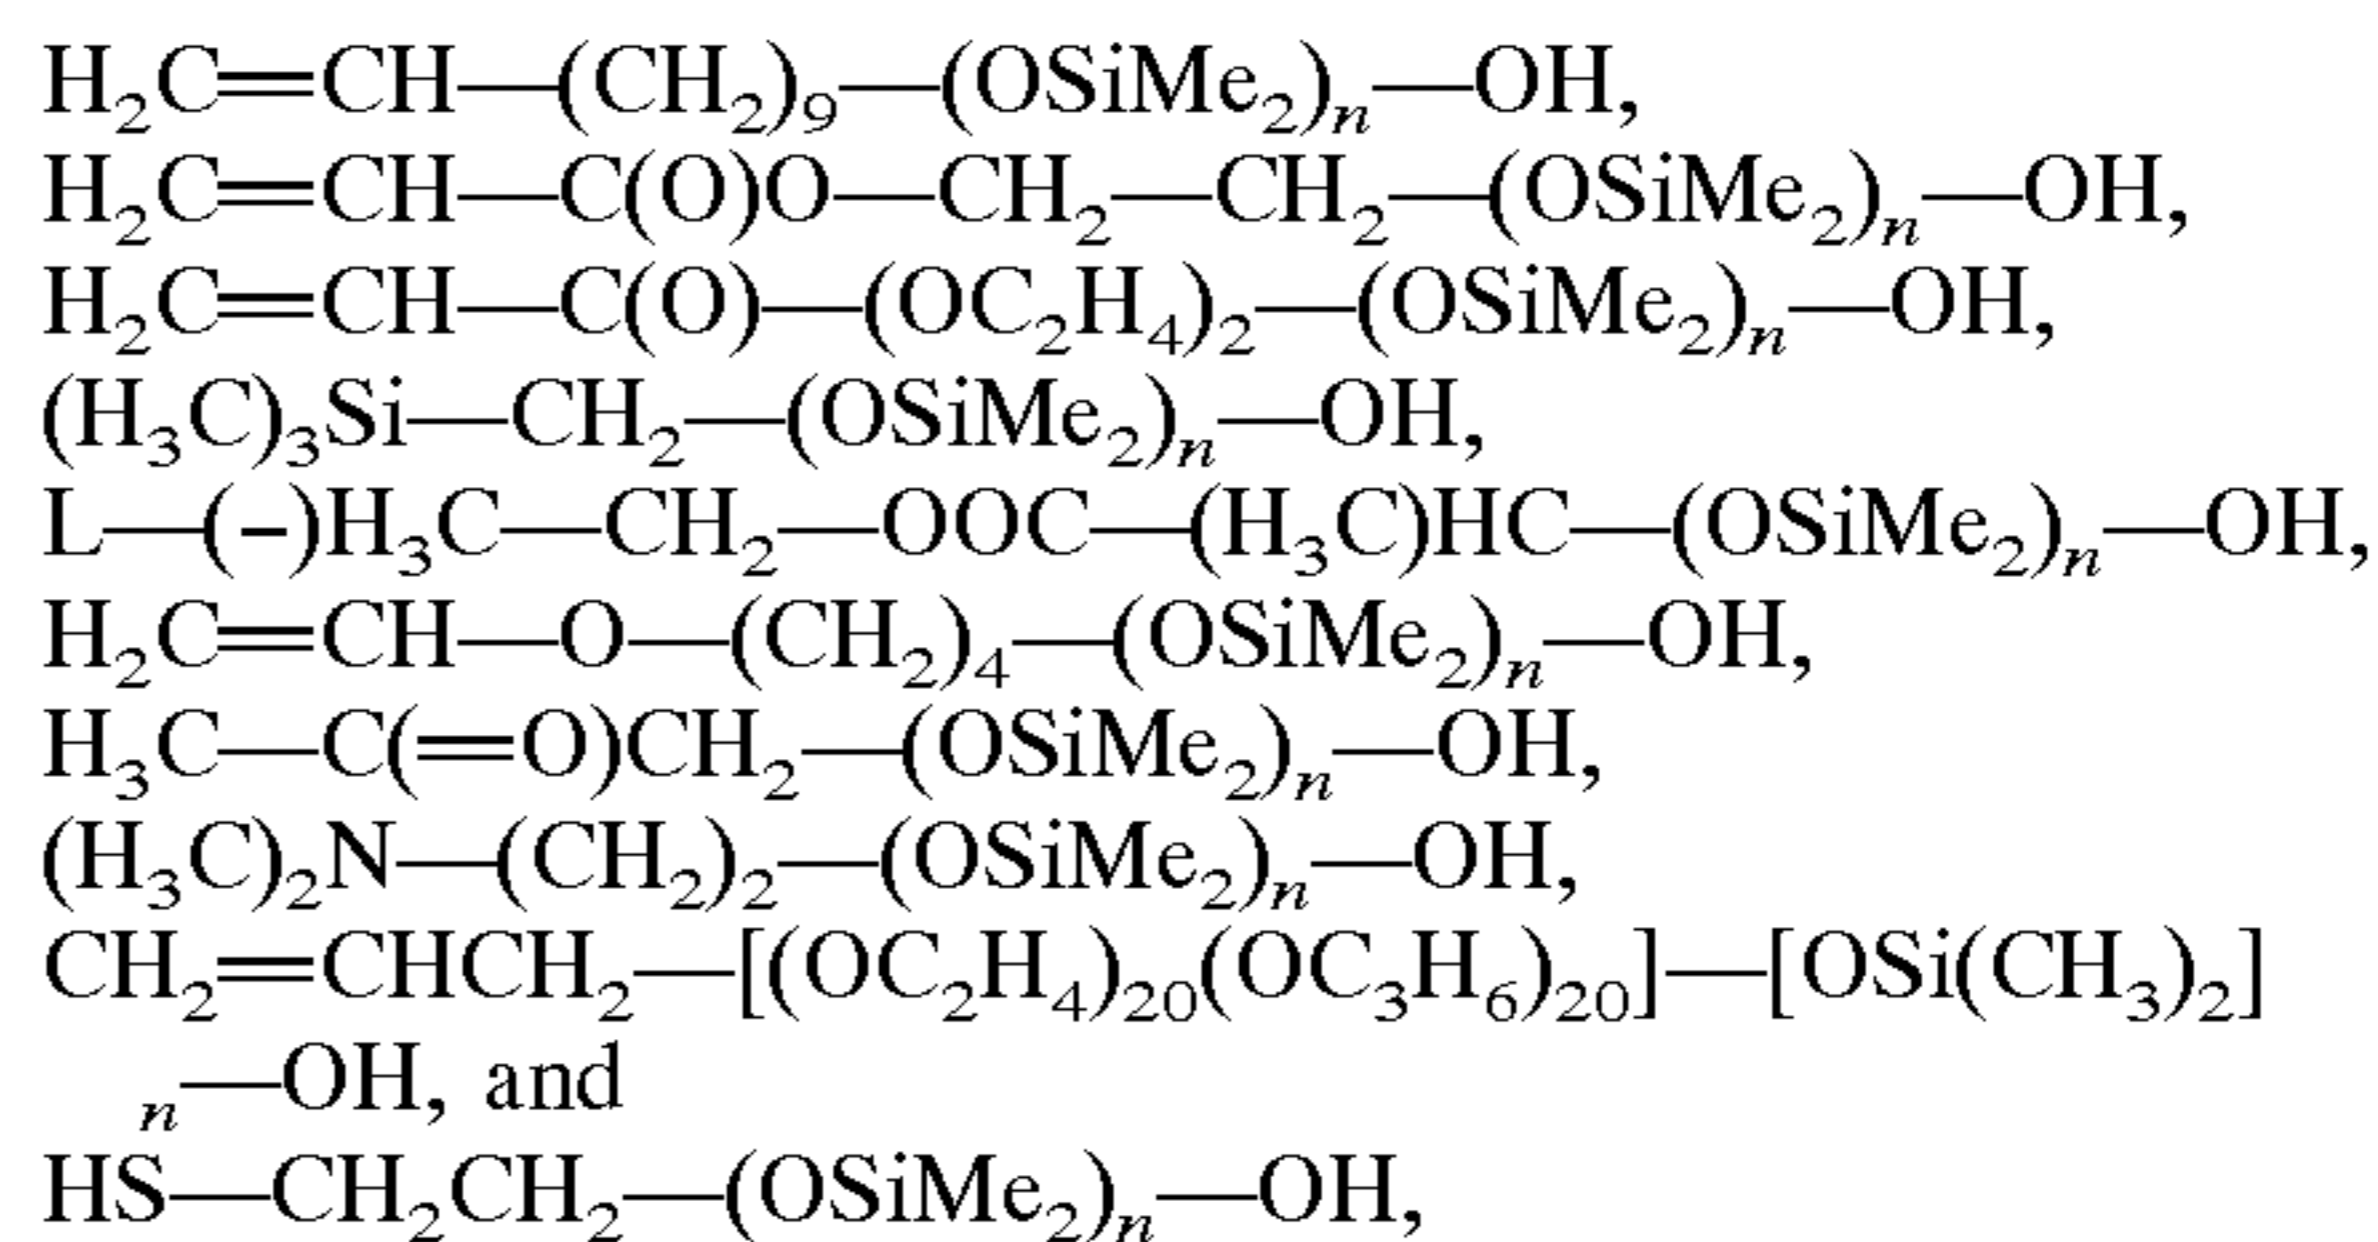 H₂C═CH—(CH₂)₉—(OSiMe₂)ₙ—OH,
H₂C═CH—C(O)O—CH₂—CH₂—(OSiMe₂)ₙ—OH,
H₂C═CH—C(O)—(OC₂H₄)₂—(OSiMe₂)ₙ—OH,
(H₃C)₃Si—CH₂—(OSiMe₂)ₙ—OH,
L—(–)H₃C—CH₂—OOC—(H₃C)HC—(OSiMe₂)ₙ—OH,
H₂C═CH—O—(CH₂)₄—(OSiMe₂)ₙ—OH,
H₃C—C(═O)CH₂—(OSiMe₂)ₙ—OH,
(H₃C)₂N—(CH₂)₂—(OSiMe₂)ₙ—OH,
CH₂═CHCH₂—[(OC₂H₄)₂₀(OC₃H₆)₂₀]—[OSi(CH₃)₂]
ₙ—OH, and
HS—CH₂CH₂—(OSiMe₂)ₙ—OH,